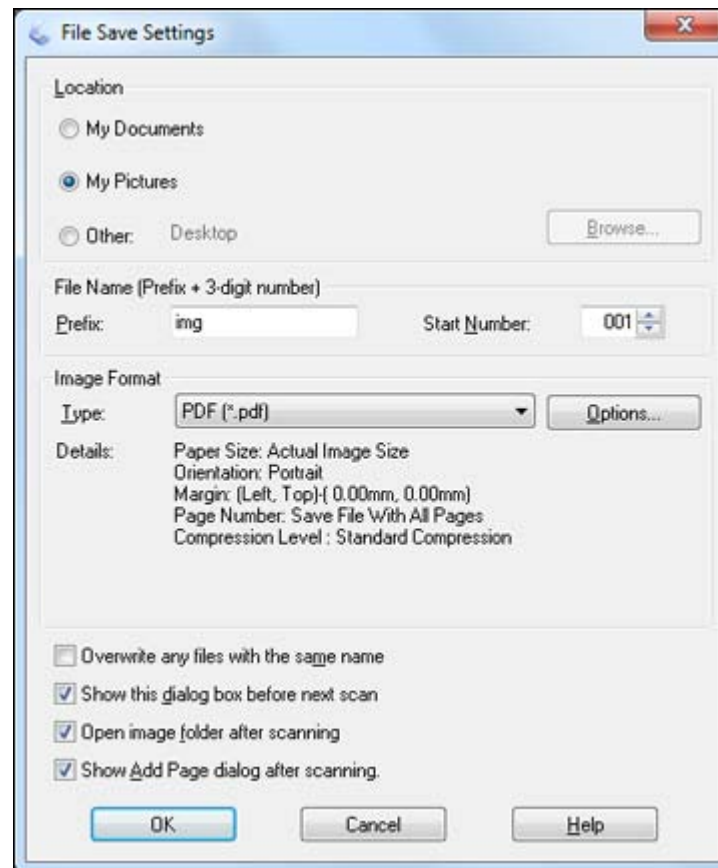 File Save Settings
Location
My Documents
My Pictures
Other: Desktop Browse...
File Name (Prefix + 3-digit number)
Prefix: img Start Number: 001
Image Format
Type: PDF (*.pdf) Options...
Details: Paper Size: Actual Image Size
Orientation: Portrait
Margin: (Left, Top)-( 0.00mm, 0.00mm)
Page Number: Save File With All Pages
Compression Level : Standard Compression
Overwrite any files with the same name
Show this dialog box before next scan
Open image folder after scanning
Show Add Page dialog after scanning.
OK Cancel Help